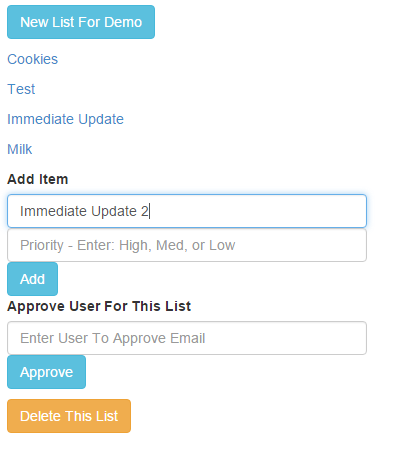 New List For Demo
Cookies
Test
Immediate Update
Milk
Add Item
Immediate Update 2
Priority - Enter: High, Med, or Low
Add
Approve User For This List
Enter User To Approve Email
Approve
Delete This List